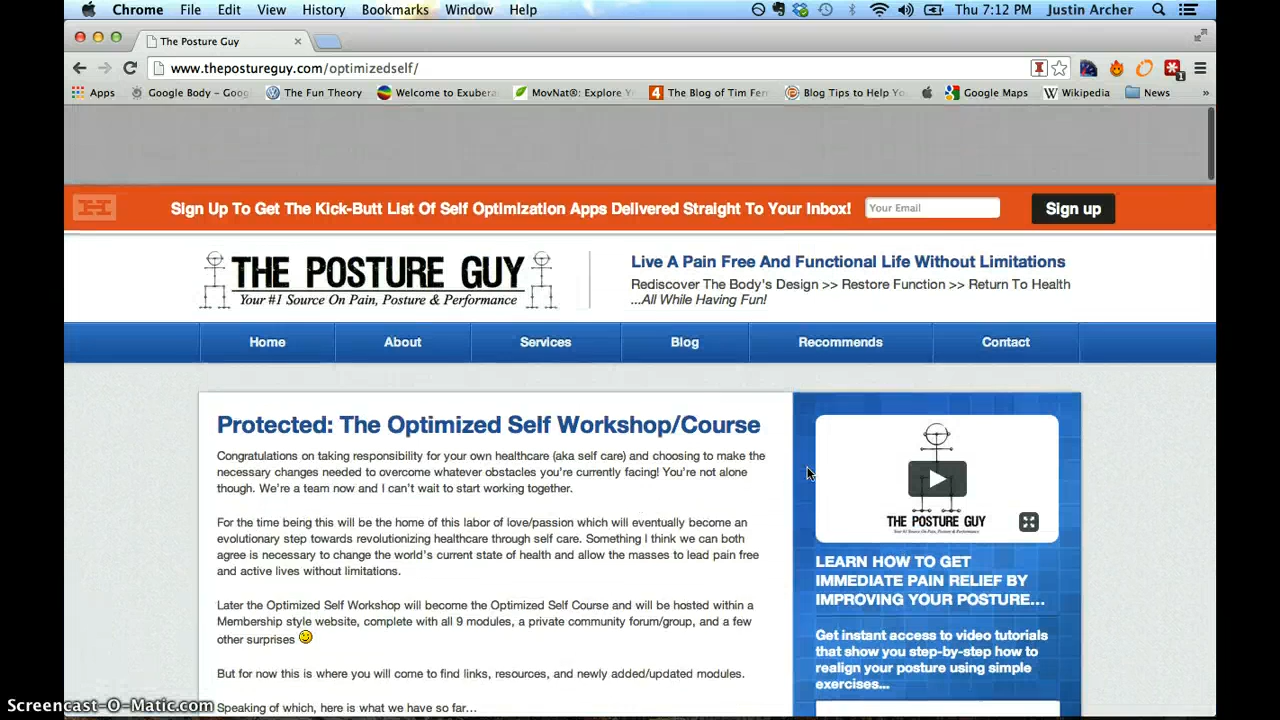 Chrome File Edit View History Bookmarks Window Help Thu 7:12 PM Justin Archer
The Posture Guy
www.thepostureguy.com/optimizedself/
Apps Google Body – Goog The Fun Theory Welcome to Exubera MovNat®: Explore Y The Blog of Tim Ferr Blog Tips to Help Yo Google Maps Wikipedia News »
Sign Up To Get The Kick-Butt List Of Self Optimization Apps Delivered Straight To Your Inbox! Your Email Sign up
THE POSTURE GUY
Your #1 Source On Pain, Posture & Performance
Live A Pain Free And Functional Life Without Limitations
Rediscover The Body's Design >> Restore Function >> Return To Health
...All While Having Fun!
Home About Services Blog Recommends Contact
Protected: The Optimized Self Workshop/Course
Congratulations on taking responsibility for your own healthcare (aka self care) and choosing to make the
necessary changes needed to overcome whatever obstacles you're currently facing! You're not alone
though. We're a team now and I can't wait to start working together.
For the time being this will be the home of this labor of love/passion which will eventually become an
evolutionary step towards revolutionizing healthcare through self care. Something I think we can both
agree is necessary to change the world's current state of health and allow the masses to lead pain free
and active lives without limitations.
Later the Optimized Self Workshop will become the Optimized Self Course and will be hosted within a
Membership style website, complete with all 9 modules, a private community forum/group, and a few
other surprises
But for now this is where you will come to find links, resources, and newly added/updated modules.
Speaking of which, here is what we have so far...
THE POSTURE GUY
LEARN HOW TO GET
IMMEDIATE PAIN RELIEF BY
IMPROVING YOUR POSTURE...
Get instant access to video tutorials
that show you step-by-step how to
realign your posture using simple
exercises...
Screencast-O-Matic.com